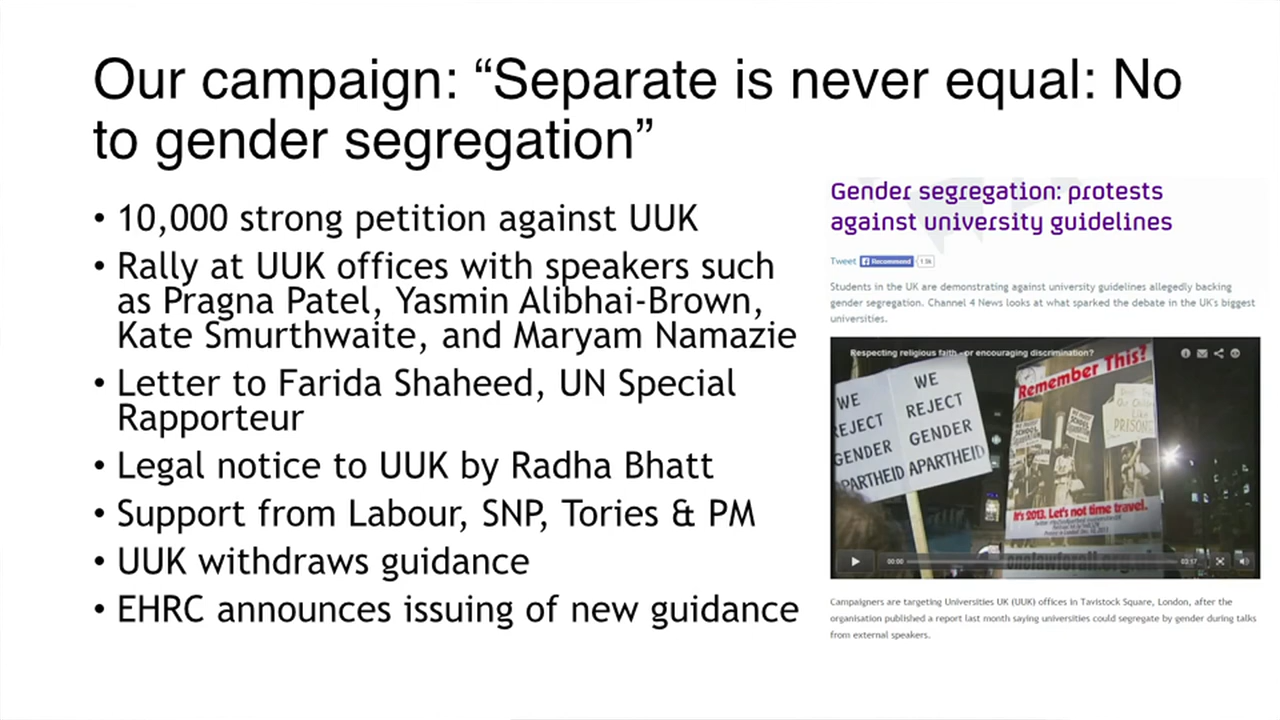 Our campaign: “Separate is never equal: No
to gender segregation”
• 10,000 strong petition against UUK
• Rally at UUK offices with speakers such
as Pragna Patel, Yasmin Alibhai-Brown,
Kate Smurthwaite, and Maryam Namazie
• Letter to Farida Shaheed, UN Special
Rapporteur
• Legal notice to UUK by Radha Bhatt
• Support from Labour, SNP, Tories & PM
• UUK withdraws guidance
• EHRC announces issuing of new guidance
Gender segregation: protests
against university guidelines
Tweet Recommend
Students in the UK are demonstrating against university guidelines allegedly backing
gender segregation. Channel 4 News looks at what sparked the debate in the UK's biggest
universities.
Respecting religious faith - or encouraging discrimination?
WE
EJECT
GENDER
PARTHEID
WE
REJECT
GENDER
APARTHEID
Remember This?
PRISON
It's 2013. Let's not time travel.
00:00
03:17
Campaigners are targeting Universities UK (UUK) offices in Tavistock Square, London, after the
organisation published a report last month saying universities could segregate by gender during talks
from external speakers.